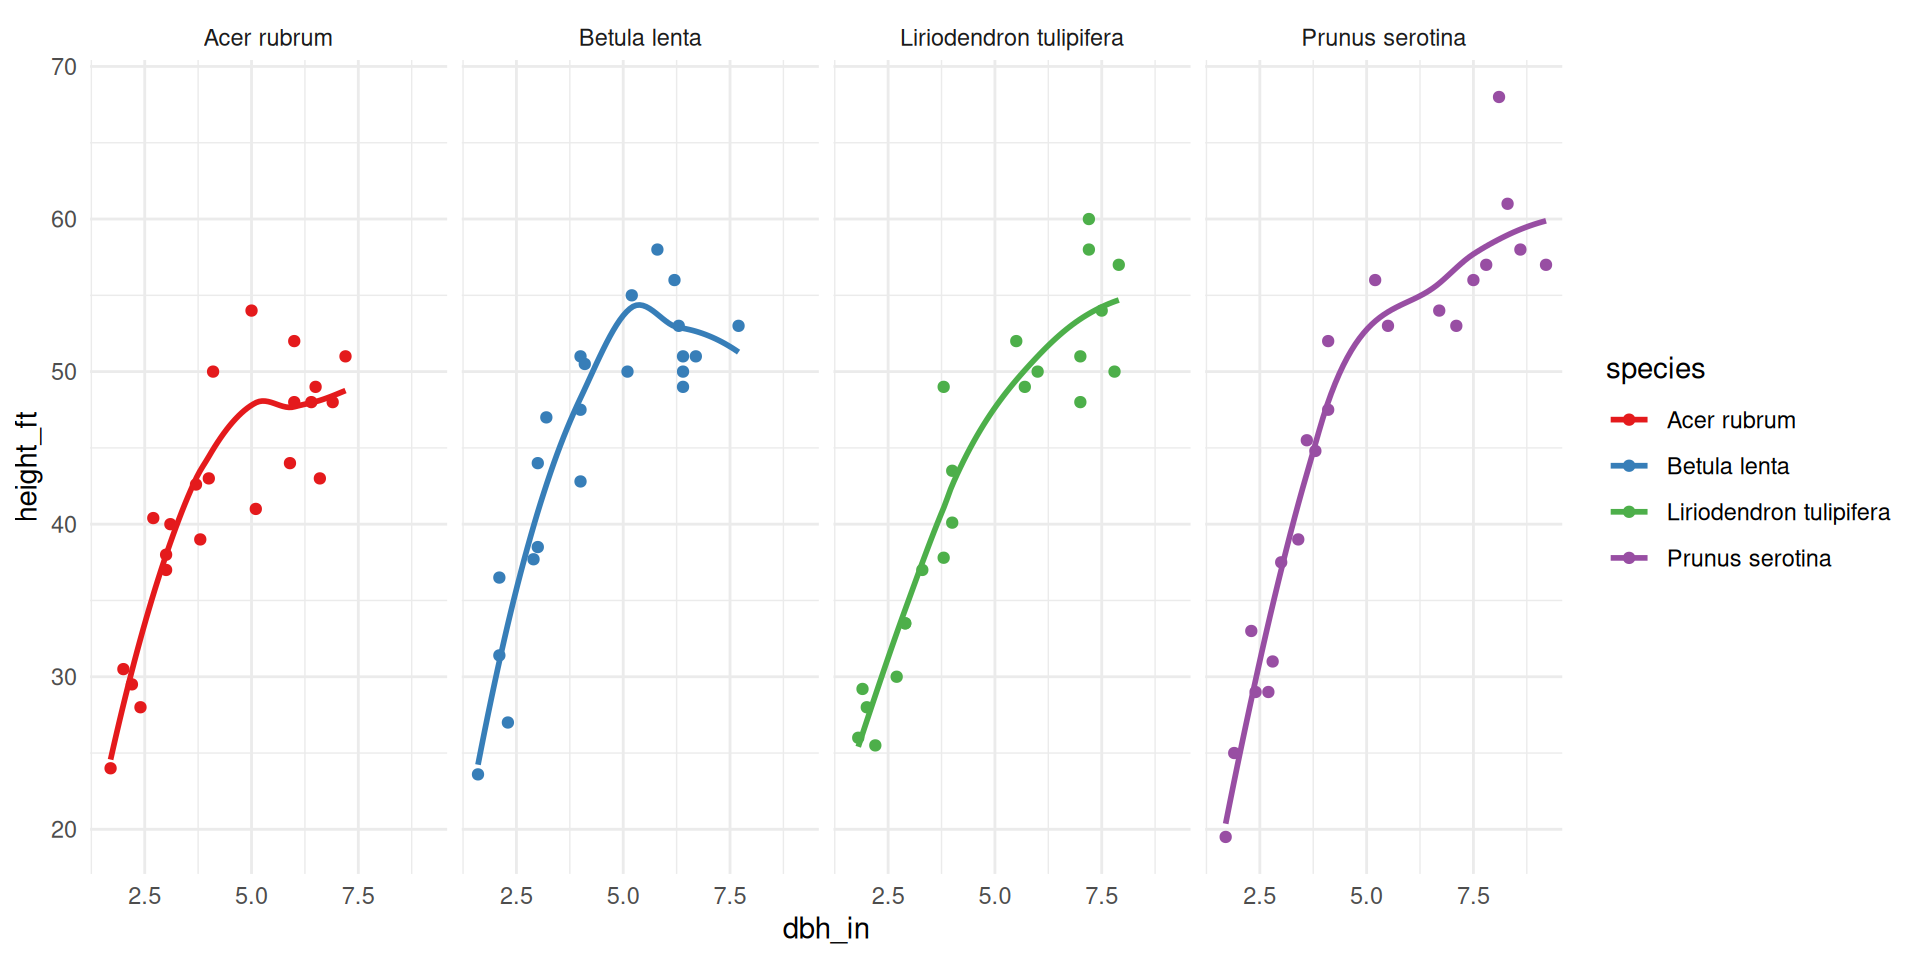 Acer rubrum
Betula lenta
Liriodendron tulipifera
Prunus serotina
70
60
50
40
30
20
height_ft
2.5 5.0 7.5
2.5 5.0 7.5
2.5 5.0 7.5
2.5 5.0 7.5
dbh_in
species
Acer rubrum
Betula lenta
Liriodendron tulipifera
Prunus serotina